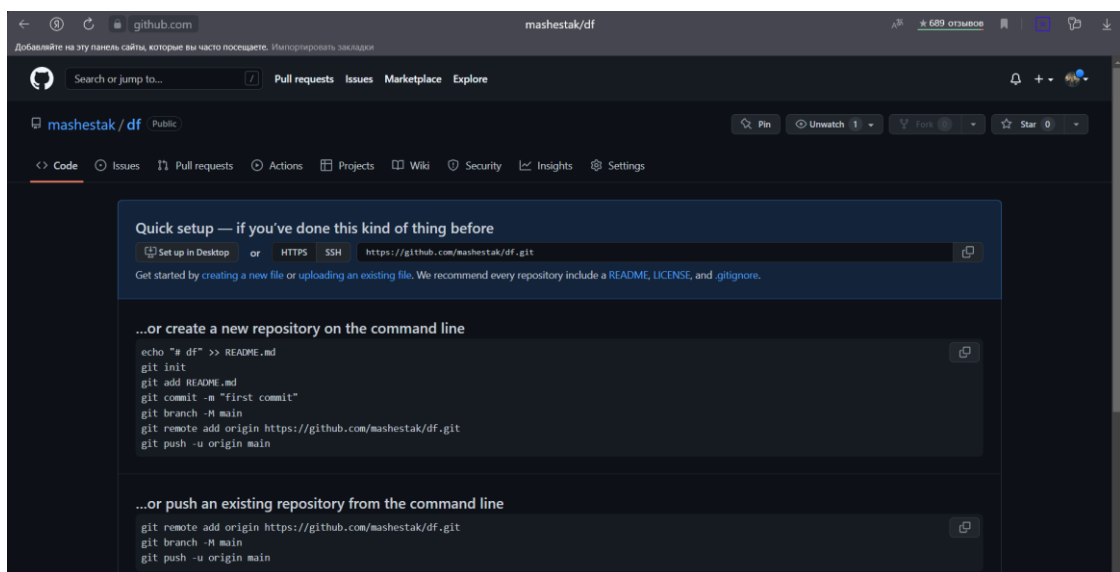 github.com mashestak/df 689 отзывов
Добавляйте на эту панель сайты, которые вы часто посещаете. Импортировать закладки
Search or jump to... / Pull requests Issues Marketplace Explore
mashestak / df Public Pin Unwatch 1 Fork 0 Star 0
Code Issues Pull requests Actions Projects Wiki Security Insights Settings
Quick setup — if you've done this kind of thing before
Set up in Desktop or HTTPS SSH https://github.com/mashestak/df.git
Get started by creating a new file or uploading an existing file. We recommend every repository include a README, LICENSE, and .gitignore.
...or create a new repository on the command line
echo "# df" >> README.md
git init
git add README.md
git commit -m "first commit"
git branch -M main
git remote add origin https://github.com/mashestak/df.git
git push -u origin main
...or push an existing repository from the command line
git remote add origin https://github.com/mashestak/df.git
git branch -M main
git push -u origin main